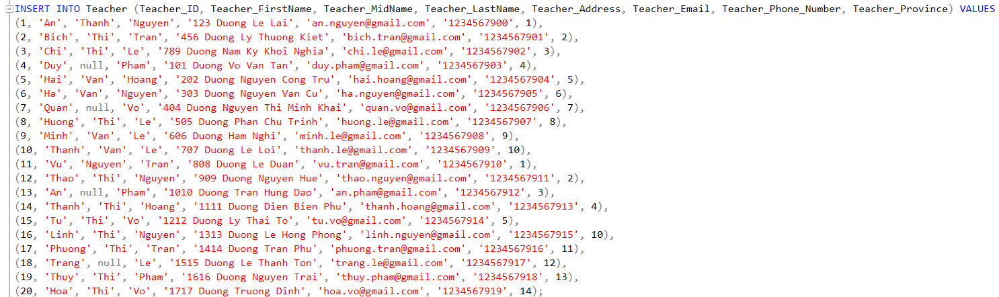 INSERT INTO Teacher (Teacher_ID, Teacher_FirstName, Teacher_MidName, Teacher_LastName, Teacher_Address, Teacher_Email, Teacher_Phone_Number, Teacher_Province) VALUES
(1, 'An', 'Thanh', 'Nguyen', '123 Duong Le Lai', 'an.nguyen@gmail.com', '1234567900', 1),
(2, 'Bich', 'Thi', 'Tran', '456 Duong Ly Thuong Kiet', 'bich.tran@gmail.com', '1234567901', 2),
(3, 'Chi', 'Thi', 'Le', '789 Duong Nam Ky Khoi Nghia', 'chi.le@gmail.com', '1234567902', 3),
(4, 'Duy', null, 'Pham', '101 Duong Vo Van Tan', 'duy.pham@gmail.com', '1234567903', 4),
(5, 'Hai', 'Van', 'Hoang', '202 Duong Nguyen Cong Tru', 'hai.hoang@gmail.com', '1234567904', 5),
(6, 'Ha', 'Van', 'Nguyen', '303 Duong Nguyen Van Cu', 'ha.nguyen@gmail.com', '1234567905', 6),
(7, 'Quan', null, 'Vo', '404 Duong Nguyen Thi Minh Khai', 'quan.vo@gmail.com', '1234567906', 7),
(8, 'Huong', 'Thi', 'Le', '505 Duong Phan Chu Trinh', 'huong.le@gmail.com', '1234567907', 8),
(9, 'Minh', 'Van', 'Le', '606 Duong Ham Nghi', 'minh.le@gmail.com', '1234567908', 9),
(10, 'Thanh', 'Van', 'Le', '707 Duong Le Loi', 'thanh.le@gmail.com', '1234567909', 10),
(11, 'Vu', 'Nguyen', 'Tran', '808 Duong Le Duan', 'vu.tran@gmail.com', '1234567910', 1),
(12, 'Thao', 'Thi', 'Nguyen', '909 Duong Nguyen Hue', 'thao.nguyen@gmail.com', '1234567911', 2),
(13, 'An', null, 'Pham', '1010 Duong Tran Hung Dao', 'an.pham@gmail.com', '1234567912', 3),
(14, 'Thanh', 'Thi', 'Hoang', '1111 Duong Dien Bien Phu', 'thanh.hoang@gmail.com', '1234567913', 4),
(15, 'Tu', 'Thi', 'Vo', '1212 Duong Ly Thai To', 'tu.vo@gmail.com', '1234567914', 5),
(16, 'Linh', 'Thi', 'Nguyen', '1313 Duong Le Hong Phong', 'linh.nguyen@gmail.com', '1234567915', 10),
(17, 'Phuong', 'Thi', 'Tran', '1414 Duong Tran Phu', 'phuong.tran@gmail.com', '1234567916', 11),
(18, 'Trang', null, 'Le', '1515 Duong Le Thanh Ton', 'trang.le@gmail.com', '1234567917', 12),
(19, 'Thuy', 'Thi', 'Pham', '1616 Duong Nguyen Trai', 'thuy.pham@gmail.com', '1234567918', 13),
(20, 'Hoa', 'Thi', 'Vo', '1717 Duong Truong Dinh', 'hoa.vo@gmail.com', '1234567919', 14);